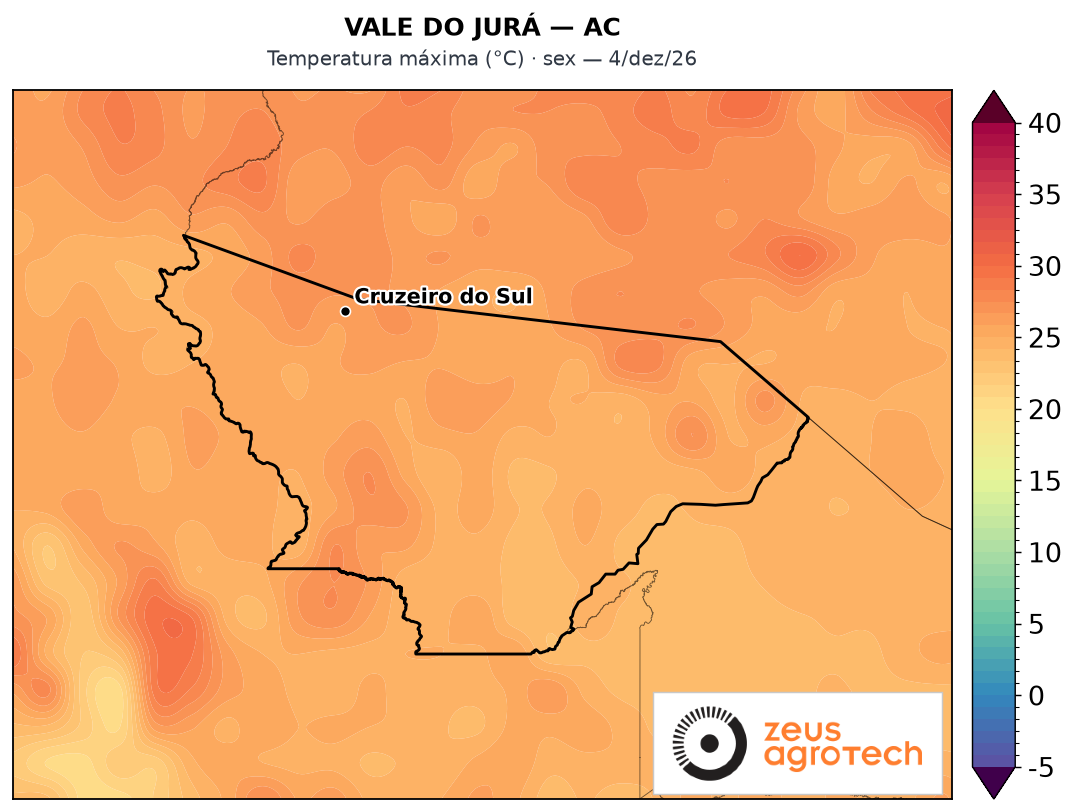 VALE DO JURÁ — AC
Temperatura máxima (°C) · sex — 4/dez/26
Cruzeiro do Sul
40
35
30
25
20
15
10
5
0
-5
zeus
agrotech